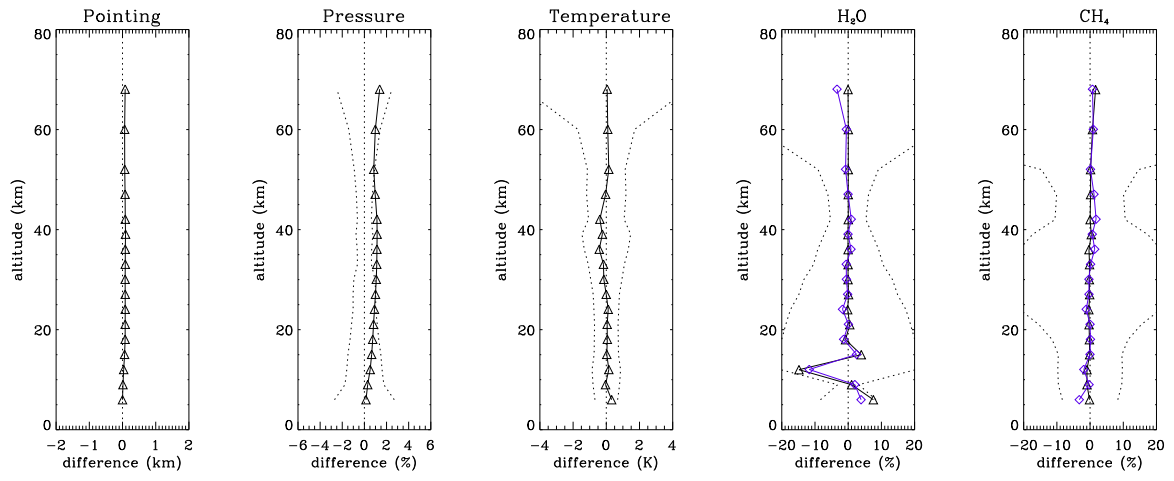 Pointing Pressure Temperature H₂O CH₄
80 80 80 80 80
60 60 60 60 60
altitude (km) altitude (km) altitude (km) altitude (km) altitude (km)
40 40 40 40 40
20 20 20 20 20
0 0 0 0 0
−2 −1 0 1 2 −6 −4 −2 0 2 4 6 −4 −2 0 2 4 −20 −10 0 10 20 −20 −10 0 10 20
difference (km) difference (%) difference (K) difference (%) difference (%)